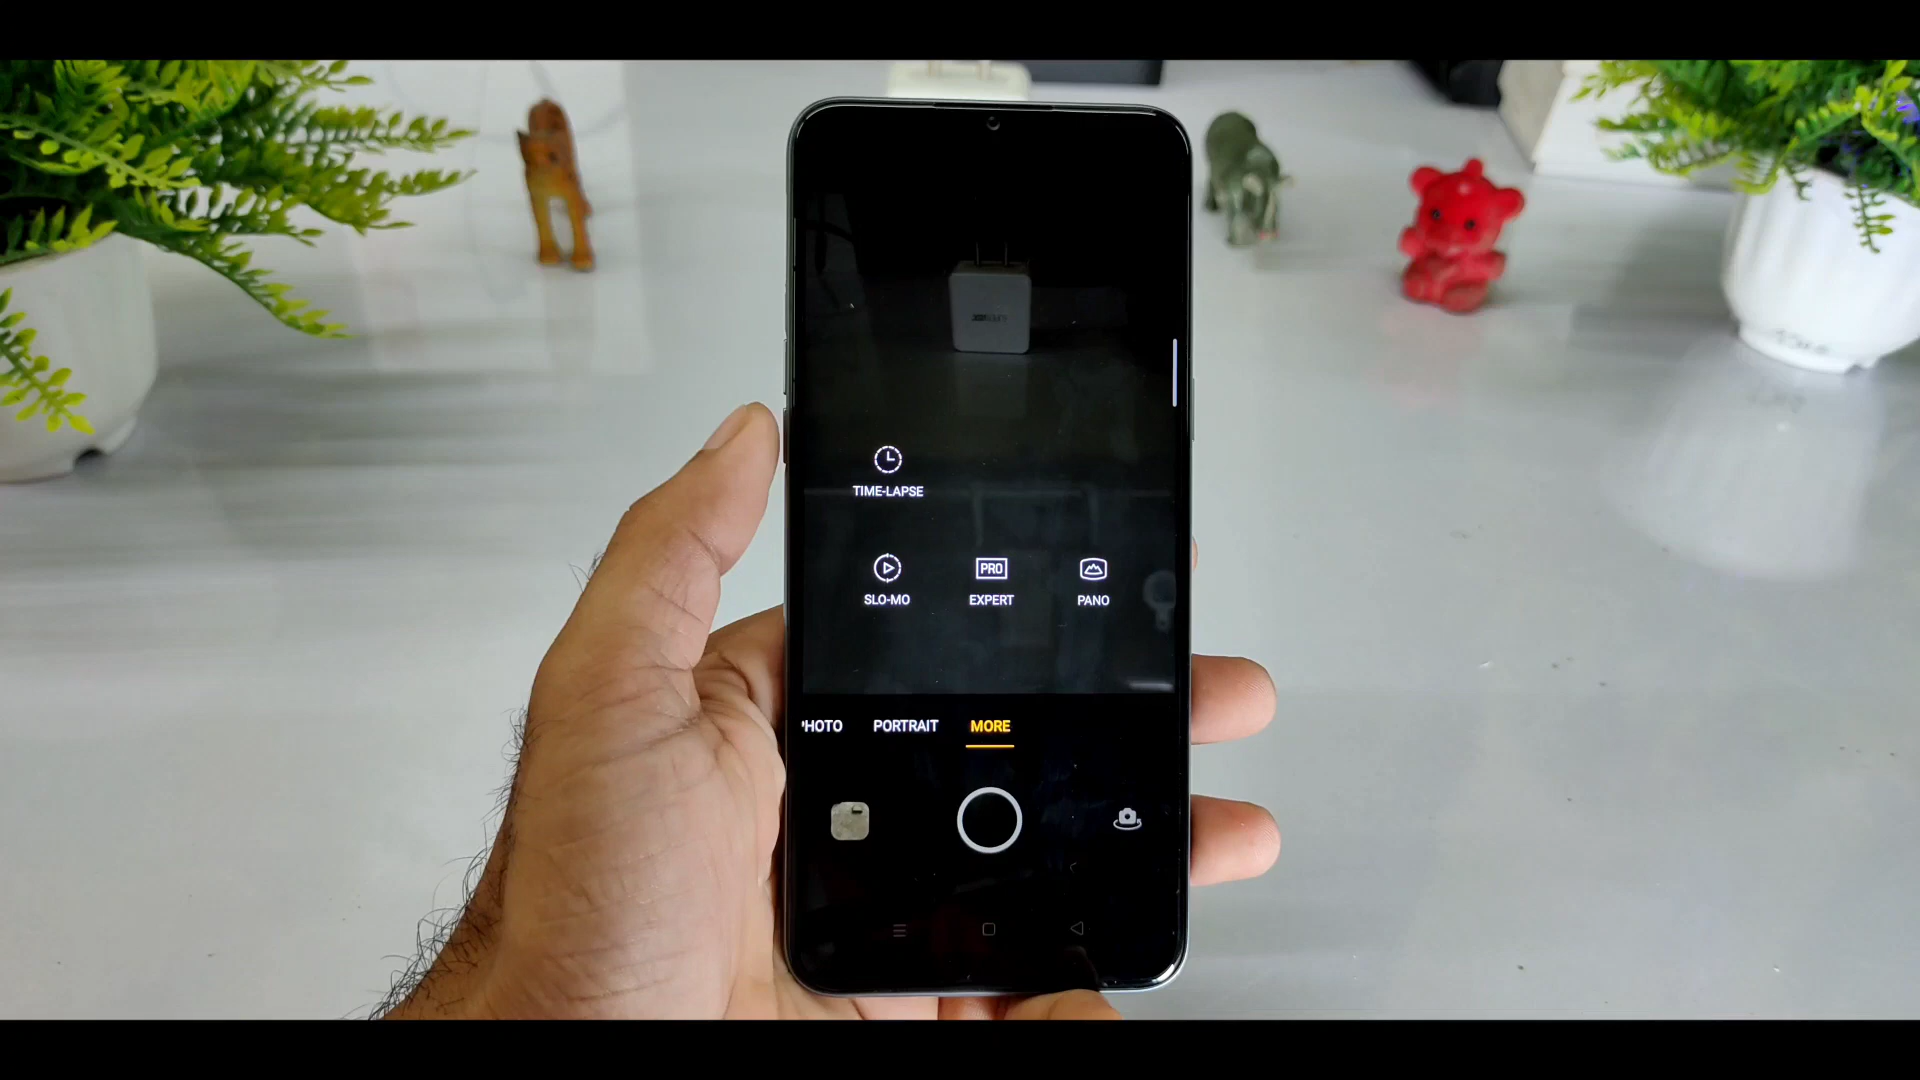 TIME-LAPSE
SLO-MO
PRO
EXPERT
PANO
'HOTO
PORTRAIT
MORE